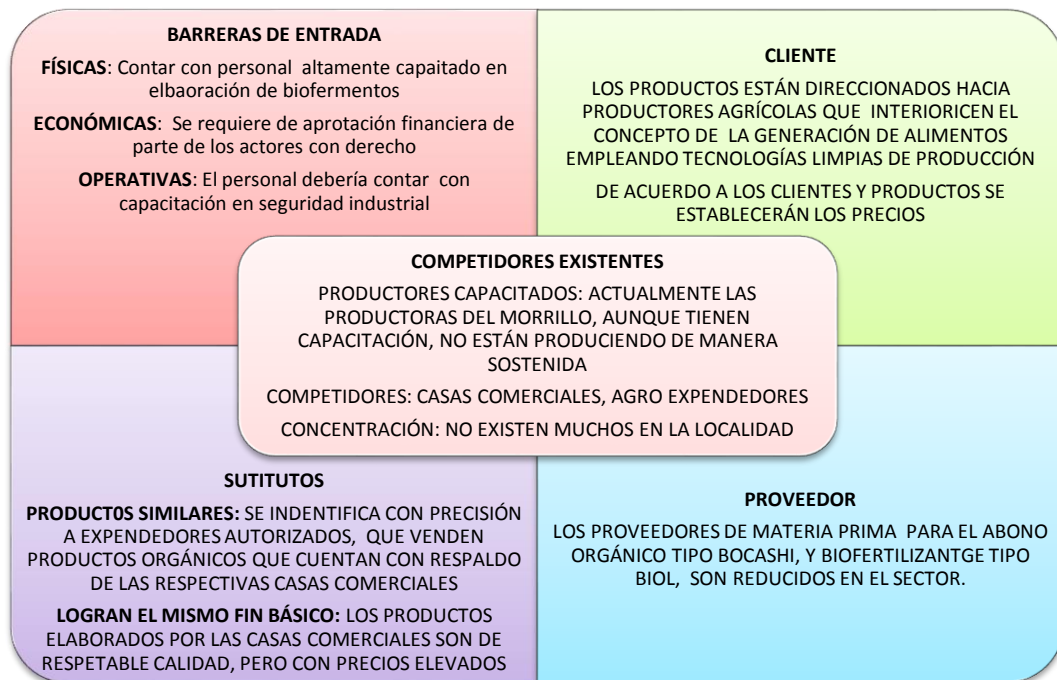 BARRERAS DE ENTRADA
FÍSICAS: Contar con personal altamente capaitado en
elbaoración de biofermentos
ECONÓMICAS: Se requiere de aprotación financiera de
parte de los actores con derecho
OPERATIVAS: El personal debería contar con
capacitación en seguridad industrial
CLIENTE
LOS PRODUCTOS ESTÁN DIRECCIONADOS HACIA
PRODUCTORES AGRÍCOLAS QUE INTERIORICEN EL
CONCEPTO DE LA GENERACIÓN DE ALIMENTOS
EMPLEANDO TECNOLOGÍAS LIMPIAS DE PRODUCCIÓN
DE ACUERDO A LOS CLIENTES Y PRODUCTOS SE
ESTABLECERÁN LOS PRECIOS
COMPETIDORES EXISTENTES
PRODUCTORES CAPACITADOS: ACTUALMENTE LAS
PRODUCTORAS DEL MORRILLO, AUNQUE TIENEN
CAPACITACIÓN, NO ESTÁN PRODUCIENDO DE MANERA
SOSTENIDA
COMPETIDORES: CASAS COMERCIALES, AGRO EXPENDEDORES
CONCENTRACIÓN: NO EXISTEN MUCHOS EN LA LOCALIDAD
SUTITUTOS
PRODUCT0S SIMILARES: SE INDENTIFICA CON PRECISIÓN
A EXPENDEDORES AUTORIZADOS, QUE VENDEN
PRODUCTOS ORGÁNICOS QUE CUENTAN CON RESPALDO
DE LAS RESPECTIVAS CASAS COMERCIALES
LOGRAN EL MISMO FIN BÁSICO: LOS PRODUCTOS
ELABORADOS POR LAS CASAS COMERCIALES SON DE
RESPETABLE CALIDAD, PERO CON PRECIOS ELEVADOS
PROVEEDOR
LOS PROVEEDORES DE MATERIA PRIMA PARA EL ABONO
ORGÁNICO TIPO BOCASHI, Y BIOFERTILIZANTGE TIPO
BIOL, SON REDUCIDOS EN EL SECTOR.